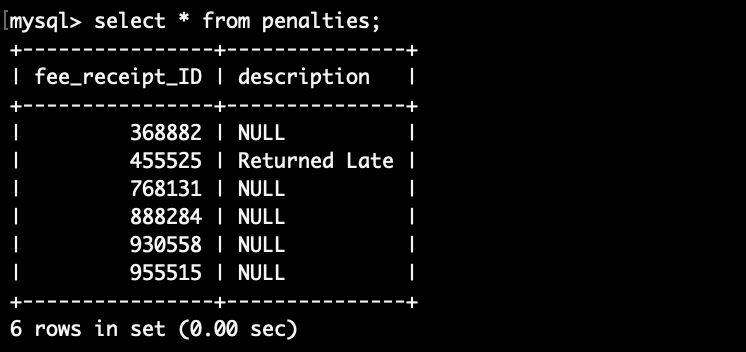 mysql> select * from penalties;
+----------------+---------------+
| fee_receipt_ID | description   |
+----------------+---------------+
|         368882 | NULL          |
|         455525 | Returned Late |
|         768131 | NULL          |
|         888284 | NULL          |
|         930558 | NULL          |
|         955515 | NULL          |
+----------------+---------------+
6 rows in set (0.00 sec)